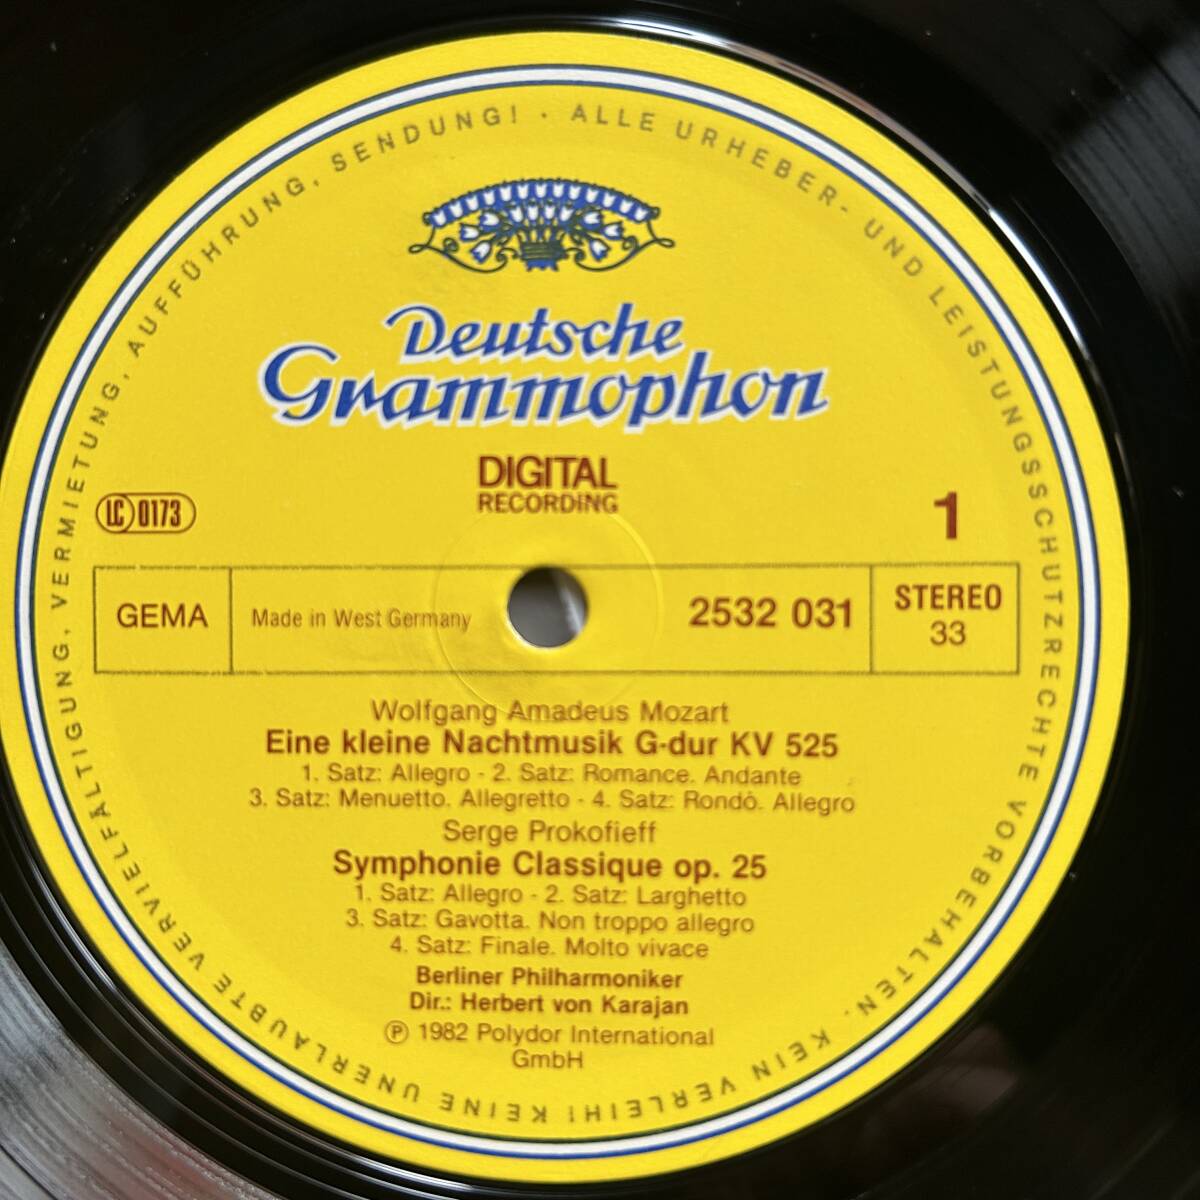 ALLE URHEBER- UND LEISTUNGSSCHUTZRECHTE VORBEHALTEN. KEIN VERLEIH! KEINE UNERLAUBTE VERVIELFÄLTIGUNG, VERMIETUNG, AUFFÜHRUNG, SENDUNG! ·
Deutsche
Grammophon
DIGITAL
RECORDING
LC 0173
1
GEMA
Made in West Germany
2532 031
STEREO
33
Wolfgang Amadeus Mozart
Eine kleine Nachtmusik G-dur KV 525
1. Satz: Allegro - 2. Satz: Romance. Andante
3. Satz: Menuetto. Allegretto - 4. Satz: Rondò. Allegro
Serge Prokofieff
Symphonie Classique op. 25
1. Satz: Allegro - 2. Satz: Larghetto
3. Satz: Gavotta. Non troppo allegro
4. Satz: Finale. Molto vivace
Berliner Philharmoniker
Dir.: Herbert von Karajan
Ⓟ 1982 Polydor International
GmbH